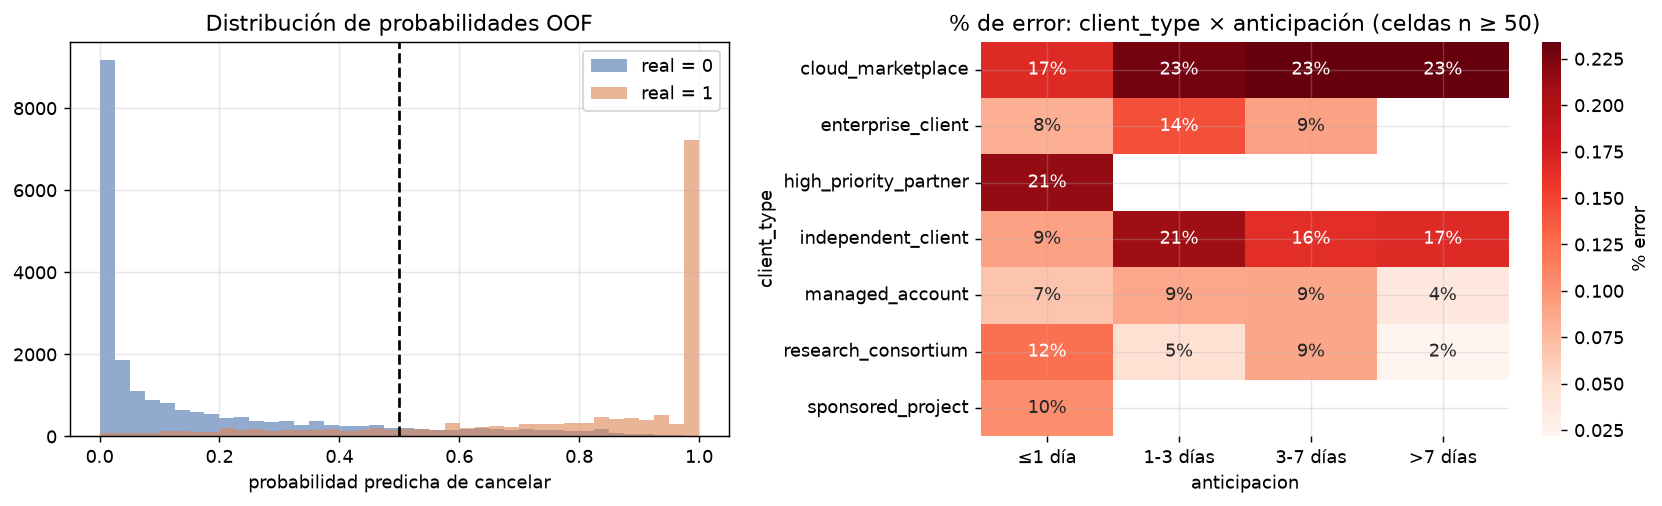 Distribución de probabilidades OOF
real = 0
real = 1
8000
6000
4000
2000
0
0.0 0.2 0.4 0.6 0.8 1.0
probabilidad predicha de cancelar
% de error: client_type × anticipación (celdas n ≥ 50)
client_type
cloud_marketplace 17% 23% 23% 23%
enterprise_client 8% 14% 9%
high_priority_partner 21%
independent_client 9% 21% 16% 17%
managed_account 7% 9% 9% 4%
research_consortium 12% 5% 9% 2%
sponsored_project 10%
≤1 día 1-3 días 3-7 días >7 días
anticipacion
0.225
0.200
0.175
0.150
0.125
0.100
0.075
0.050
0.025
% error